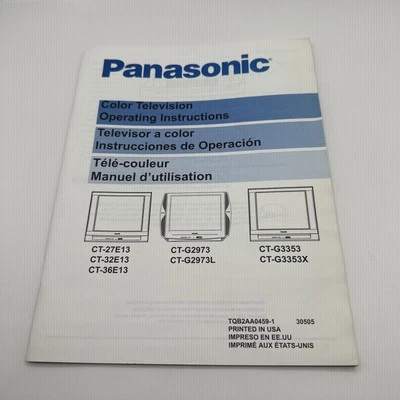 Panasonic
Color Television
Operating Instructions
Televisor a color
Instrucciones de Operación
Télé-couleur
Manuel d'utilisation
CT-27E13
CT-32E13
CT-36E13
CT-G2973
CT-G2973L
CT-G3353
CT-G3353X
TQB2AA0459-1 30505
PRINTED IN USA
IMPRESO EN EE.UU
IMPRIMÉ AUX ÉTATS-UNIS